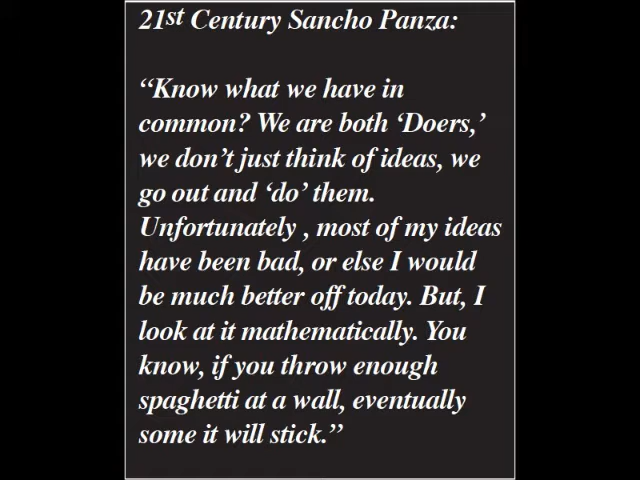 21st Century Sancho Panza:
“Know what we have in
common? We are both ‘Doers,’
we don’t just think of ideas, we
go out and ‘do’ them.
Unfortunately , most of my ideas
have been bad, or else I would
be much better off today. But, I
look at it mathematically. You
know, if you throw enough
spaghetti at a wall, eventually
some it will stick.”